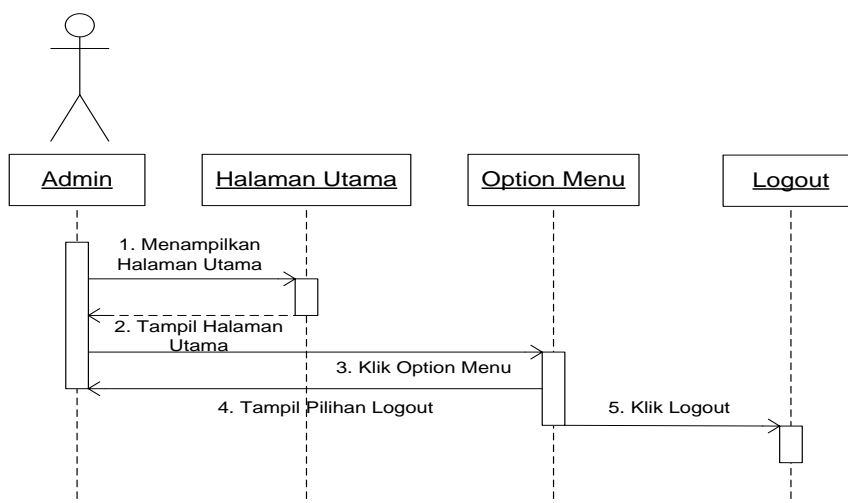 Admin
Halaman Utama
Option Menu
Logout
1. Menampilkan
Halaman Utama
2. Tampil Halaman
Utama
3. Klik Option Menu
4. Tampil Pilihan Logout
5. Klik Logout